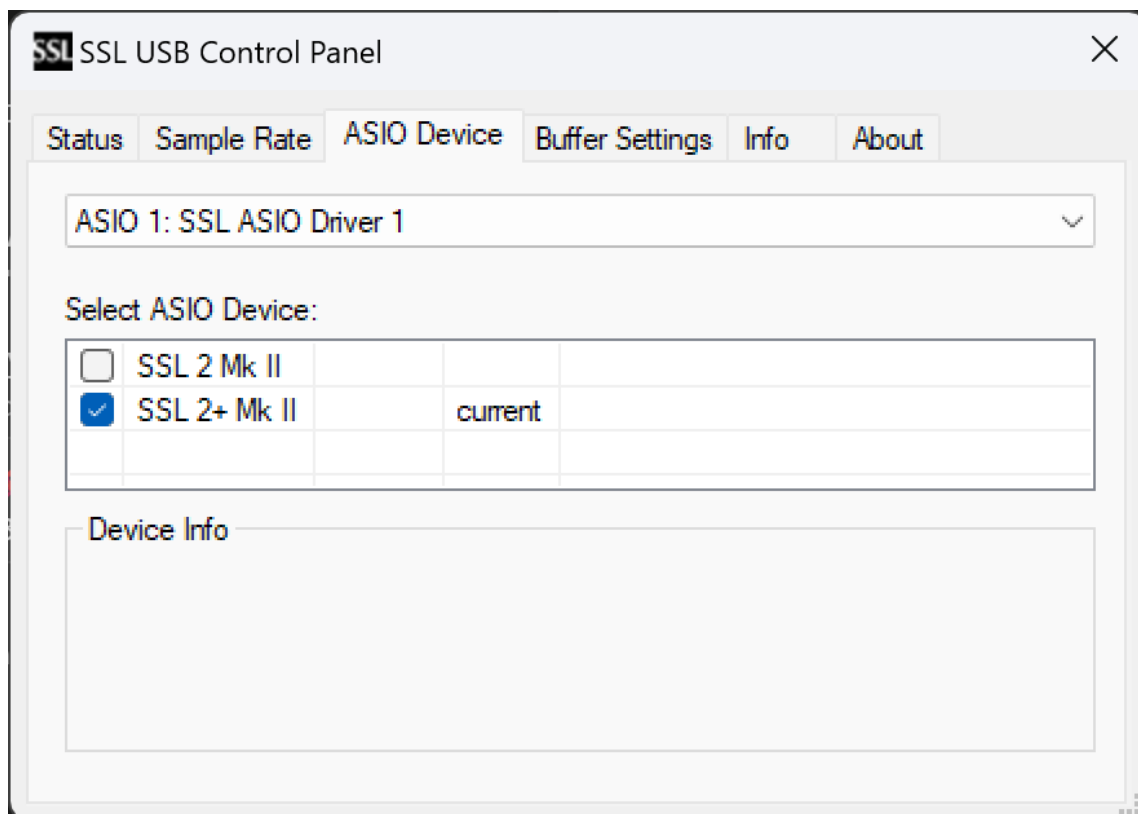 SSL SSL USB Control Panel
Status Sample Rate ASIO Device Buffer Settings Info About
ASIO 1: SSL ASIO Driver 1
Select ASIO Device:
SSL 2 Mk II
SSL 2+ Mk II current
Device Info